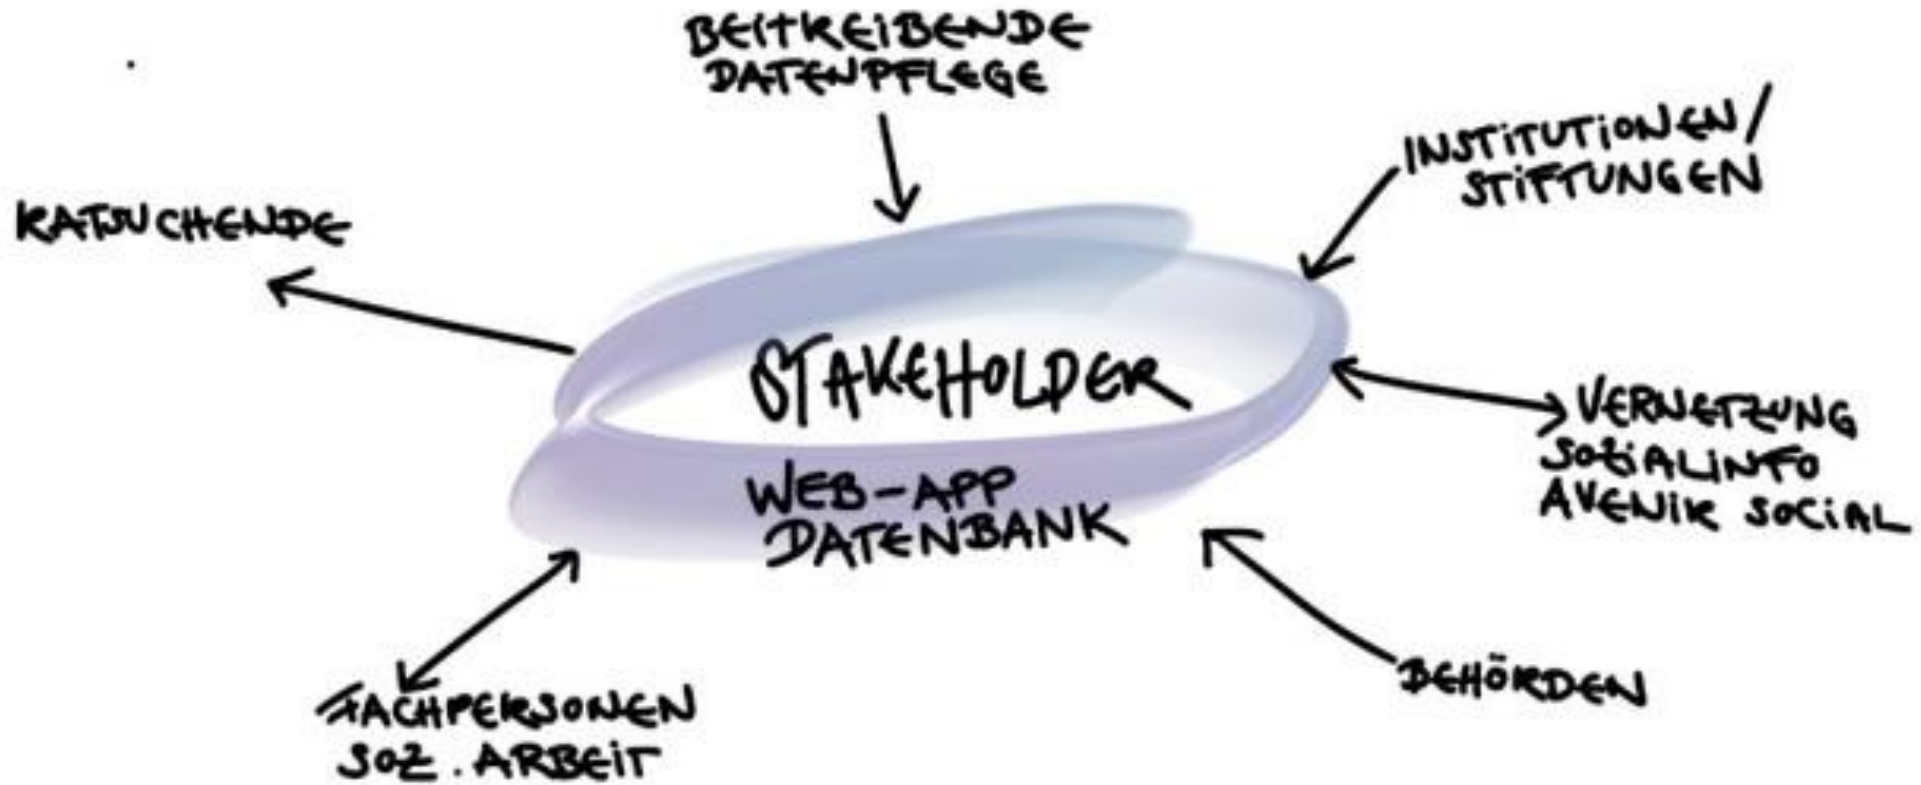 BEITREIBENDE
DATENPFLEGE
INSTITUTIONEN/
STIFTUNGEN
RATSUCHENDE
STAKEHOLDER
VERNETZUNG
SOZIALINFO
AVENIR SOCIAL
WEB-APP
DATENBANK
BEHÖRDEN
FACHPERSONEN
SOZ. ARBEIT